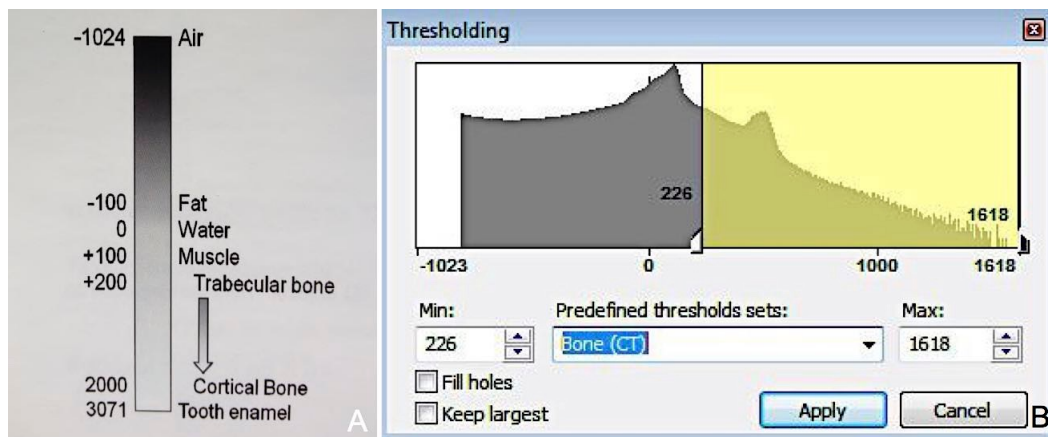 -1024 Air
-100 Fat
0 Water
+100 Muscle
+200 Trabecular bone
2000 Cortical Bone
3071 Tooth enamel
A
Thresholding
226
1618
-1023 0 1000 1618
Min: Predefined thresholds sets: Max:
226 Bone (CT) 1618
Fill holes
Keep largest
Apply Cancel
B